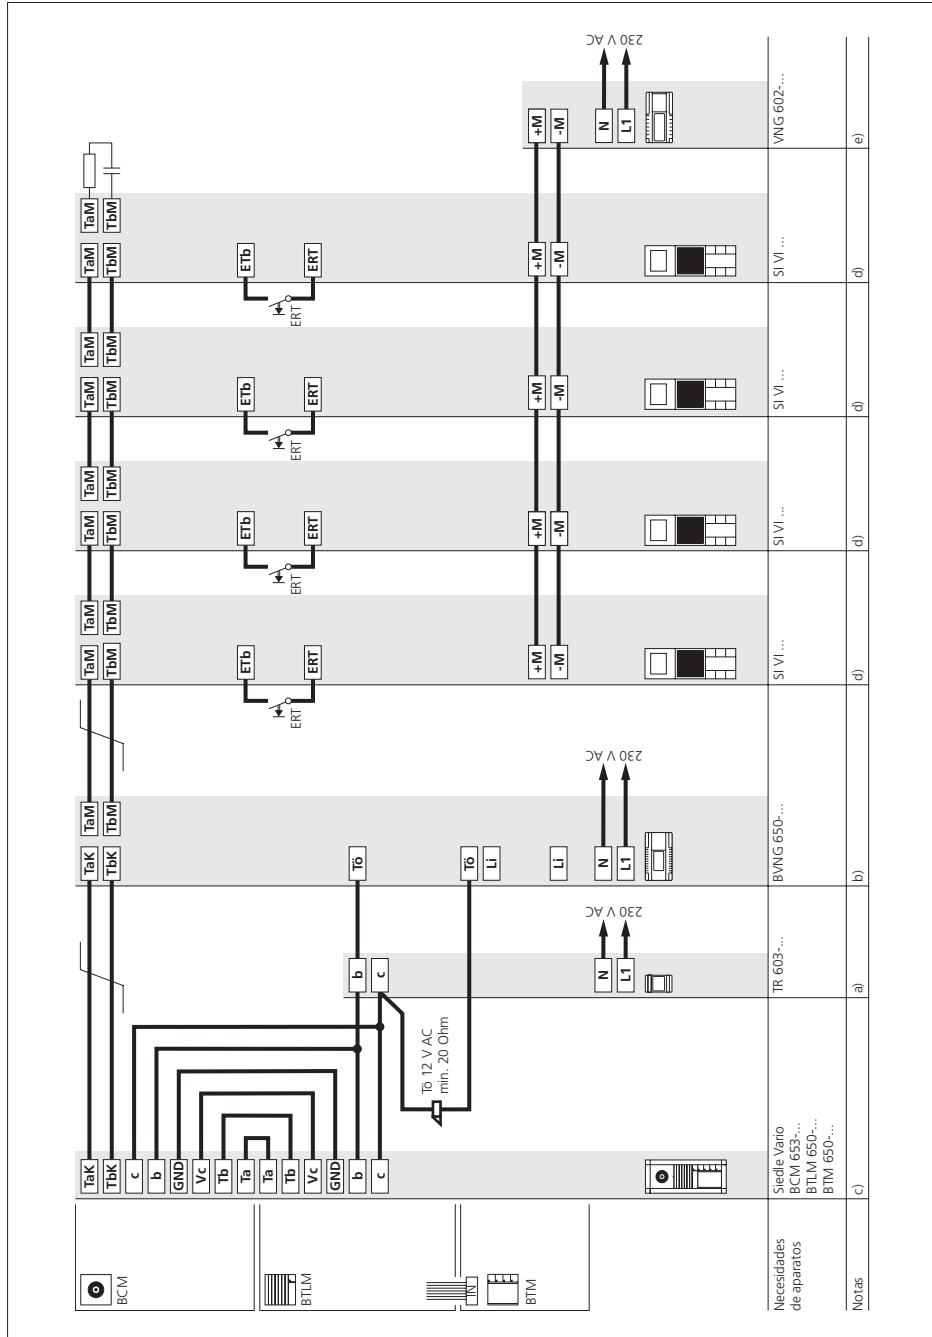 TaK TaK TaM TaM TaM TaM TaM TaM TaM TaM TaM
TbK TbK TbM TbM TbM TbM TbM TbM TbM TbM TbM
BCM
c
b
GND
Vc
Tb
Ta ETb ETb ETb ETb
Ta
Tb
ERT ERT ERT ERT
BTLM
Vc ERT ERT ERT ERT
GND
b b Tö
c c
Tö 12 V AC
min. 20 Ohm
IN Tö
Li
BTM
+M +M +M +M +M
Li -M -M -M -M -M
N N N
L1 L1 L1
230 V AC 230 V AC 230 V AC
Necesidades
de aparatos
Siedle Vario
BCM 653-...
BTLM 650-...
BTM 650-...
TR 603-...
BVNG 650-...
SI VI ...
SI VI ...
SI VI ...
SI VI ...
VNG 602-...
Notas c) a) b) d) d) d) d) e)